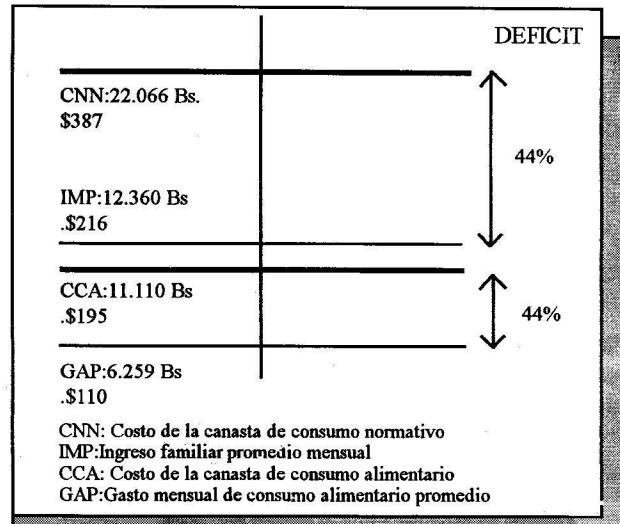 DEFICIT
CNN:22.066 Bs.
$387
44%
IMP:12.360 Bs
.$216
CCA:11.110 Bs
.$195
44%
GAP:6.259 Bs
.$110
CNN: Costo de la canasta de consumo normativo
IMP:Ingreso familiar promedio mensual
CCA: Costo de la canasta de consumo alimentario
GAP:Gasto mensual de consumo alimentario promedio